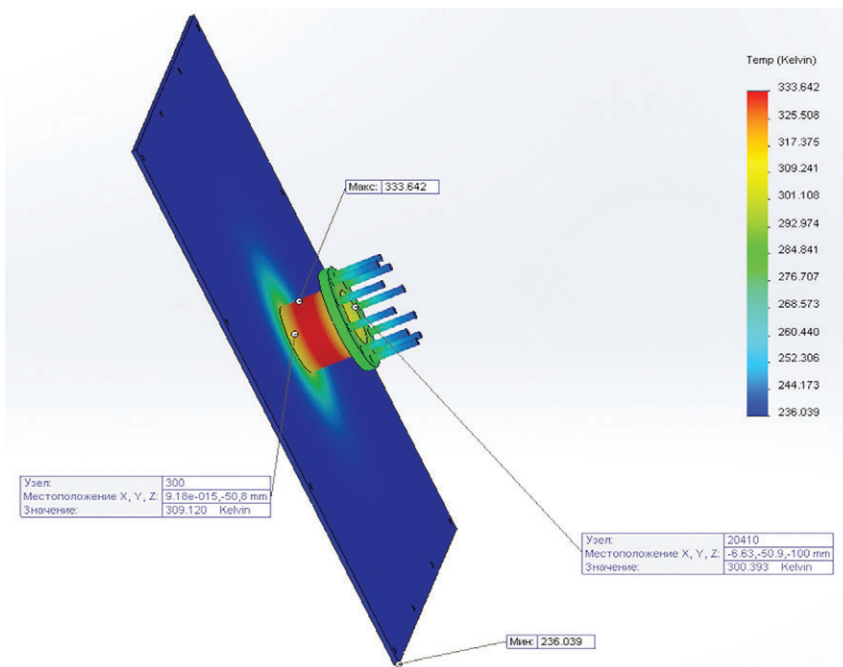 Temp (Kelvin)
333.642
325.508
317.375
309.241
301.108
292.974
284.841
276.707
268.573
260.440
252.306
244.173
236.039
Макс: 333.642
Узел: 300
Местоположение X, Y, Z: 9.18e-015,-50,8 mm
Значение: 309.120 Kelvin
Узел: 20410
Местоположение X, Y, Z: -6.63,-50.9,-100 mm
Значение: 300.393 Kelvin
Мин: 236.039